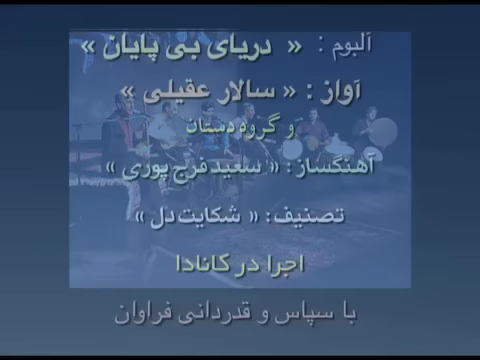 آلبوم : « دریای بی پایان »
آواز : « سالار عقیلی »
و گروه دستان
آهنگساز : « سعید فرج پوری »
تصنیف : « شکایت دل »
اجرا در کانادا
با سپاس و قدردانی فراوان